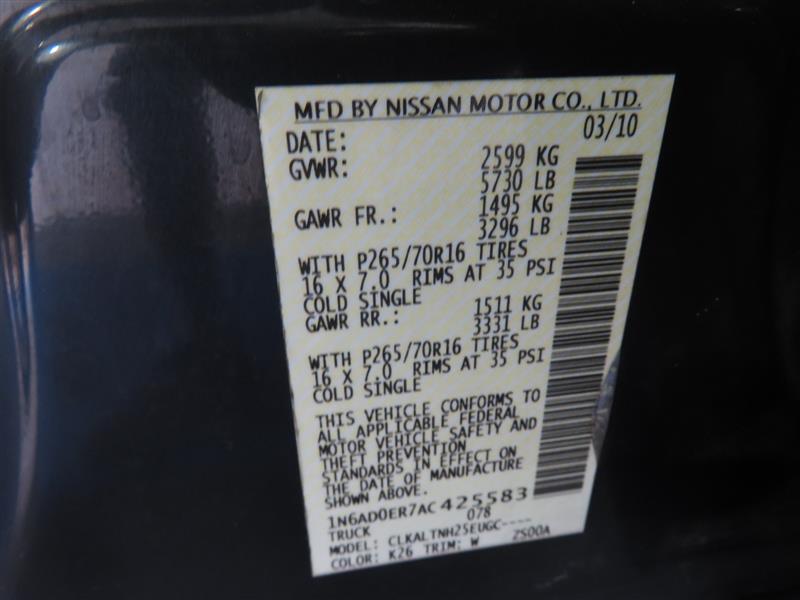 MFD BY NISSAN MOTOR CO., LTD.
DATE: 03/10
GVWR: 2599 KG
5730 LB
GAWR FR.: 1495 KG
3296 LB
WITH P265/70R16 TIRES
16 X 7.0 RIMS AT 35 PSI
COLD SINGLE
GAWR RR.: 1511 KG
3331 LB
WITH P265/70R16 TIRES
16 X 7.0 RIMS AT 35 PSI
COLD SINGLE
THIS VEHICLE CONFORMS TO
ALL APPLICABLE FEDERAL
MOTOR VEHICLE SAFETY AND
THEFT PREVENTION
STANDARDS IN EFFECT ON
THE DATE OF MANUFACTURE
SHOWN ABOVE.
1N6AD0ER7AC425583
TRUCK 078
MODEL: CLKALTNH25EUGC----
COLOR: K26 TRIM: W ZS00A